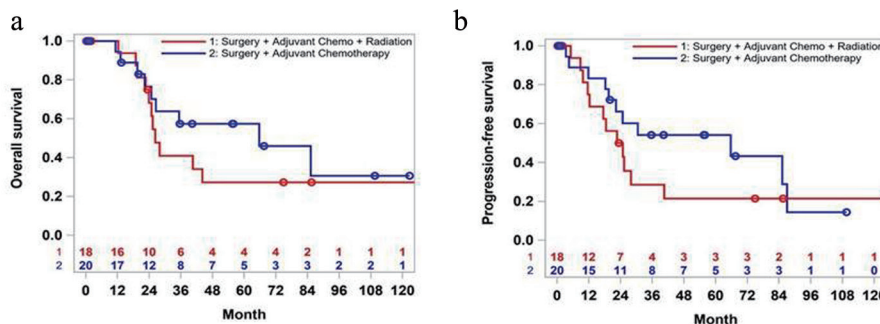 a
1: Surgery + Adjuvant Chemo + Radiation
2: Surgery + Adjuvant Chemotherapy
Overall survival
1.0
0.8
0.6
0.4
0.2
0.0
1 18 16 10 6 4 4 4 2 1 1 1
2 20 17 12 8 7 5 3 3 2 2 1
0 12 24 36 48 60 72 84 96 108 120
Month
b
1: Surgery + Adjuvant Chemo + Radiation
2: Surgery + Adjuvant Chemotherapy
Progression-free survival
1.0
0.8
0.6
0.4
0.2
0.0
1 18 12 7 4 3 3 3 2 1 1 1
2 20 15 11 8 7 5 3 3 1 1 0
0 12 24 36 48 60 72 84 96 108 120
Month